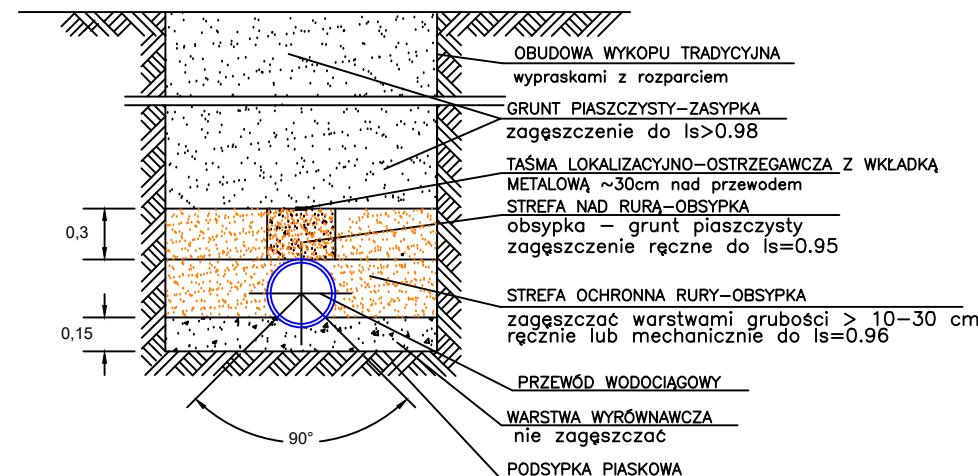 OBUDOWA WYKOPU TRADYCYJNA
wypraskami z rozparciem
GRUNT PIASZCZYSTY-ZASYPKA
zagęszczenie do Is>0.98
TAŚMA LOKALIZACYJNO-OSTRZEGAWCZA Z WKŁADKĄ
METALOWĄ ~30cm nad przewodem
STREFA NAD RURĄ-OBSYPKA
obsypka - grunt piaszczysty
zagęszczenie ręczne do Is=0.95
0,3
STREFA OCHRONNA RURY-OBSYPKA
zagęszczać warstwami grubości > 10-30 cm
ręcznie lub mechanicznie do Is=0.96
0,15
PRZEWÓD WODOCIĄGOWY
WARSTWA WYRÓWNAWCZA
nie zagęszczać
90°
PODSYPKA PIASKOWA